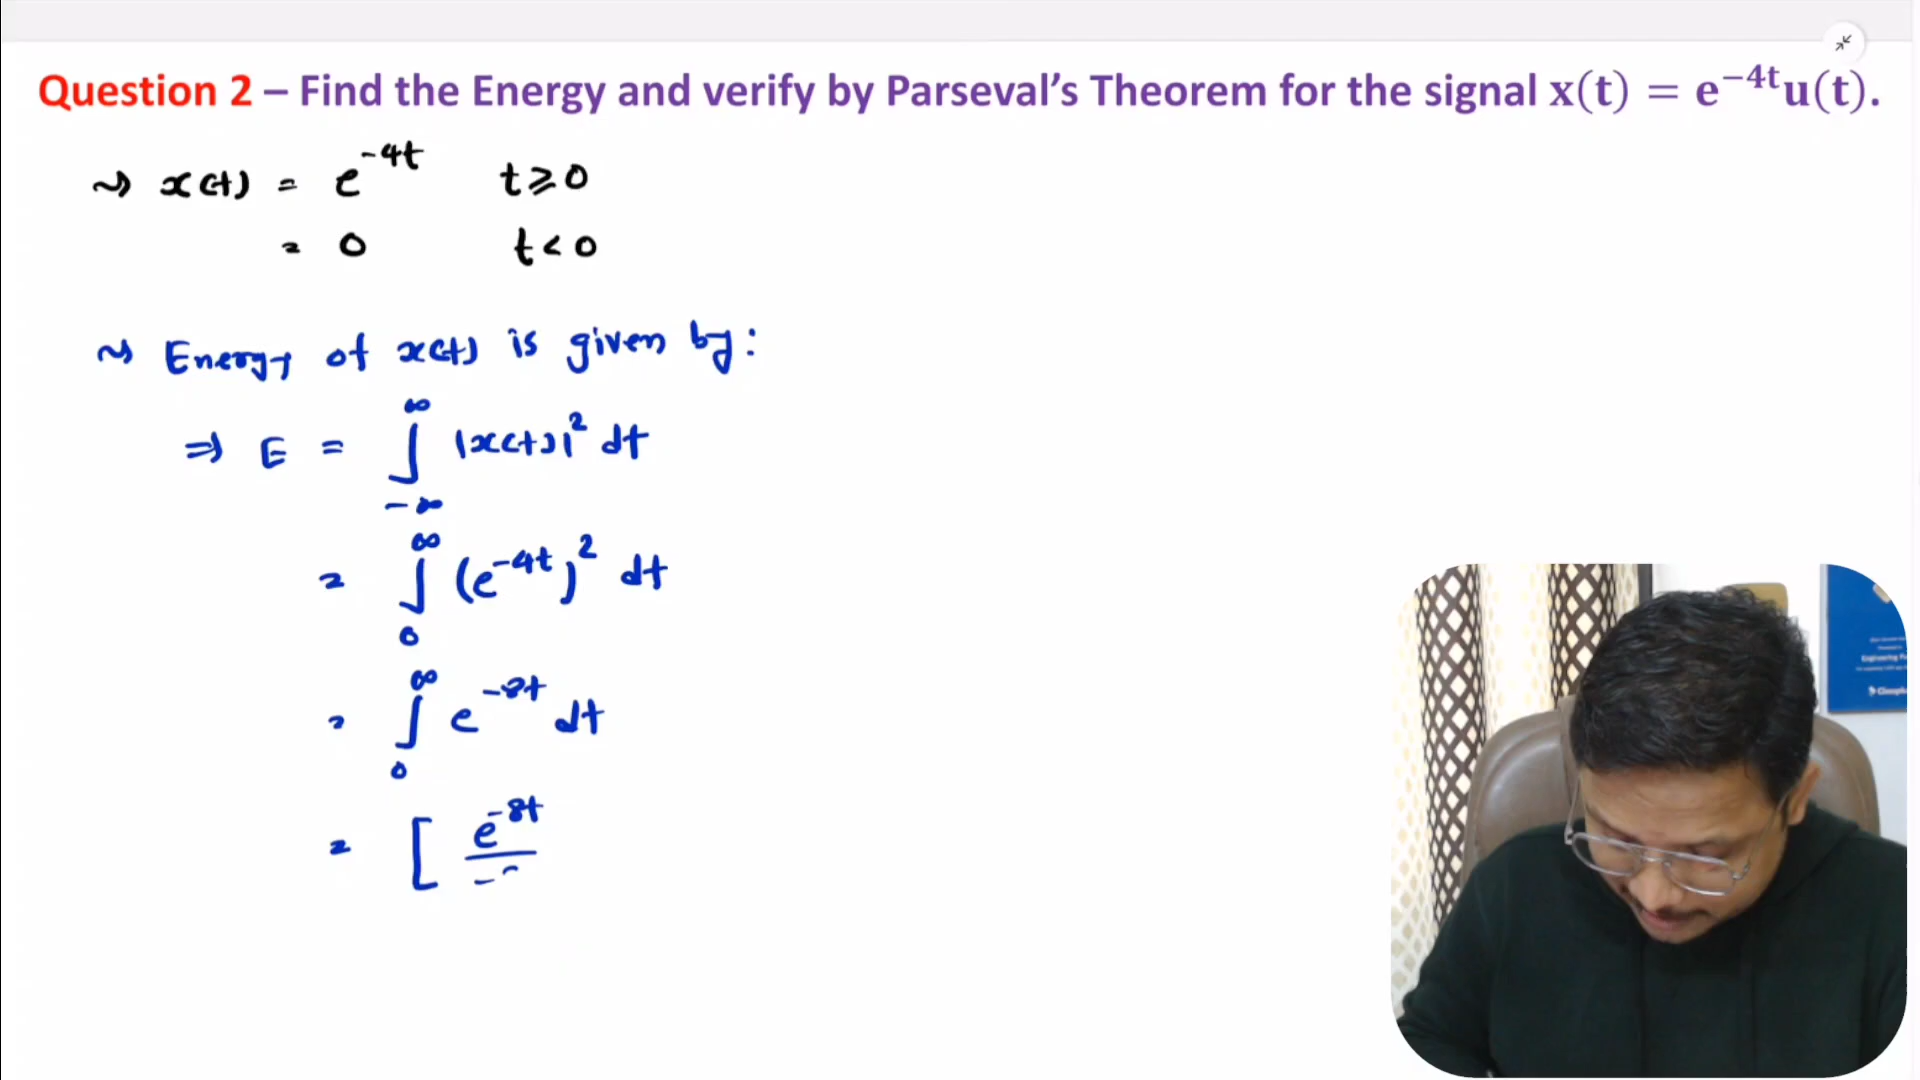 Question 2 – Find the Energy and verify by Parseval's Theorem for the signal x(t) = e⁻⁴ᵗu(t).
⇝ x(t) = e⁻⁴ᵗ t ≥ 0
= 0 t < 0
⇝ Energy of x(t) is given by:
⇒ E = ∫_{-∞}^{∞} |x(t)|² dt
= ∫_{0}^{∞} (e⁻⁴ᵗ)² dt
= ∫_{0}^{∞} e⁻⁸ᵗ dt
= [ e⁻⁸ᵗ / -